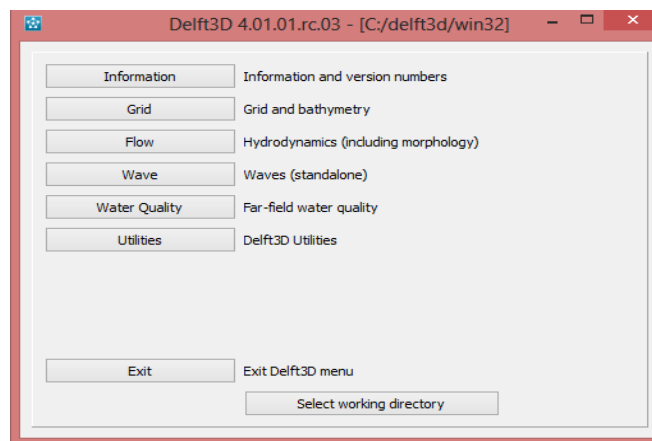 Delft3D 4.01.01.rc.03 - [C:/delft3d/win32]
Information Information and version numbers
Grid Grid and bathymetry
Flow Hydrodynamics (including morphology)
Wave Waves (standalone)
Water Quality Far-field water quality
Utilities Delft3D Utilities
Exit Exit Delft3D menu
Select working directory